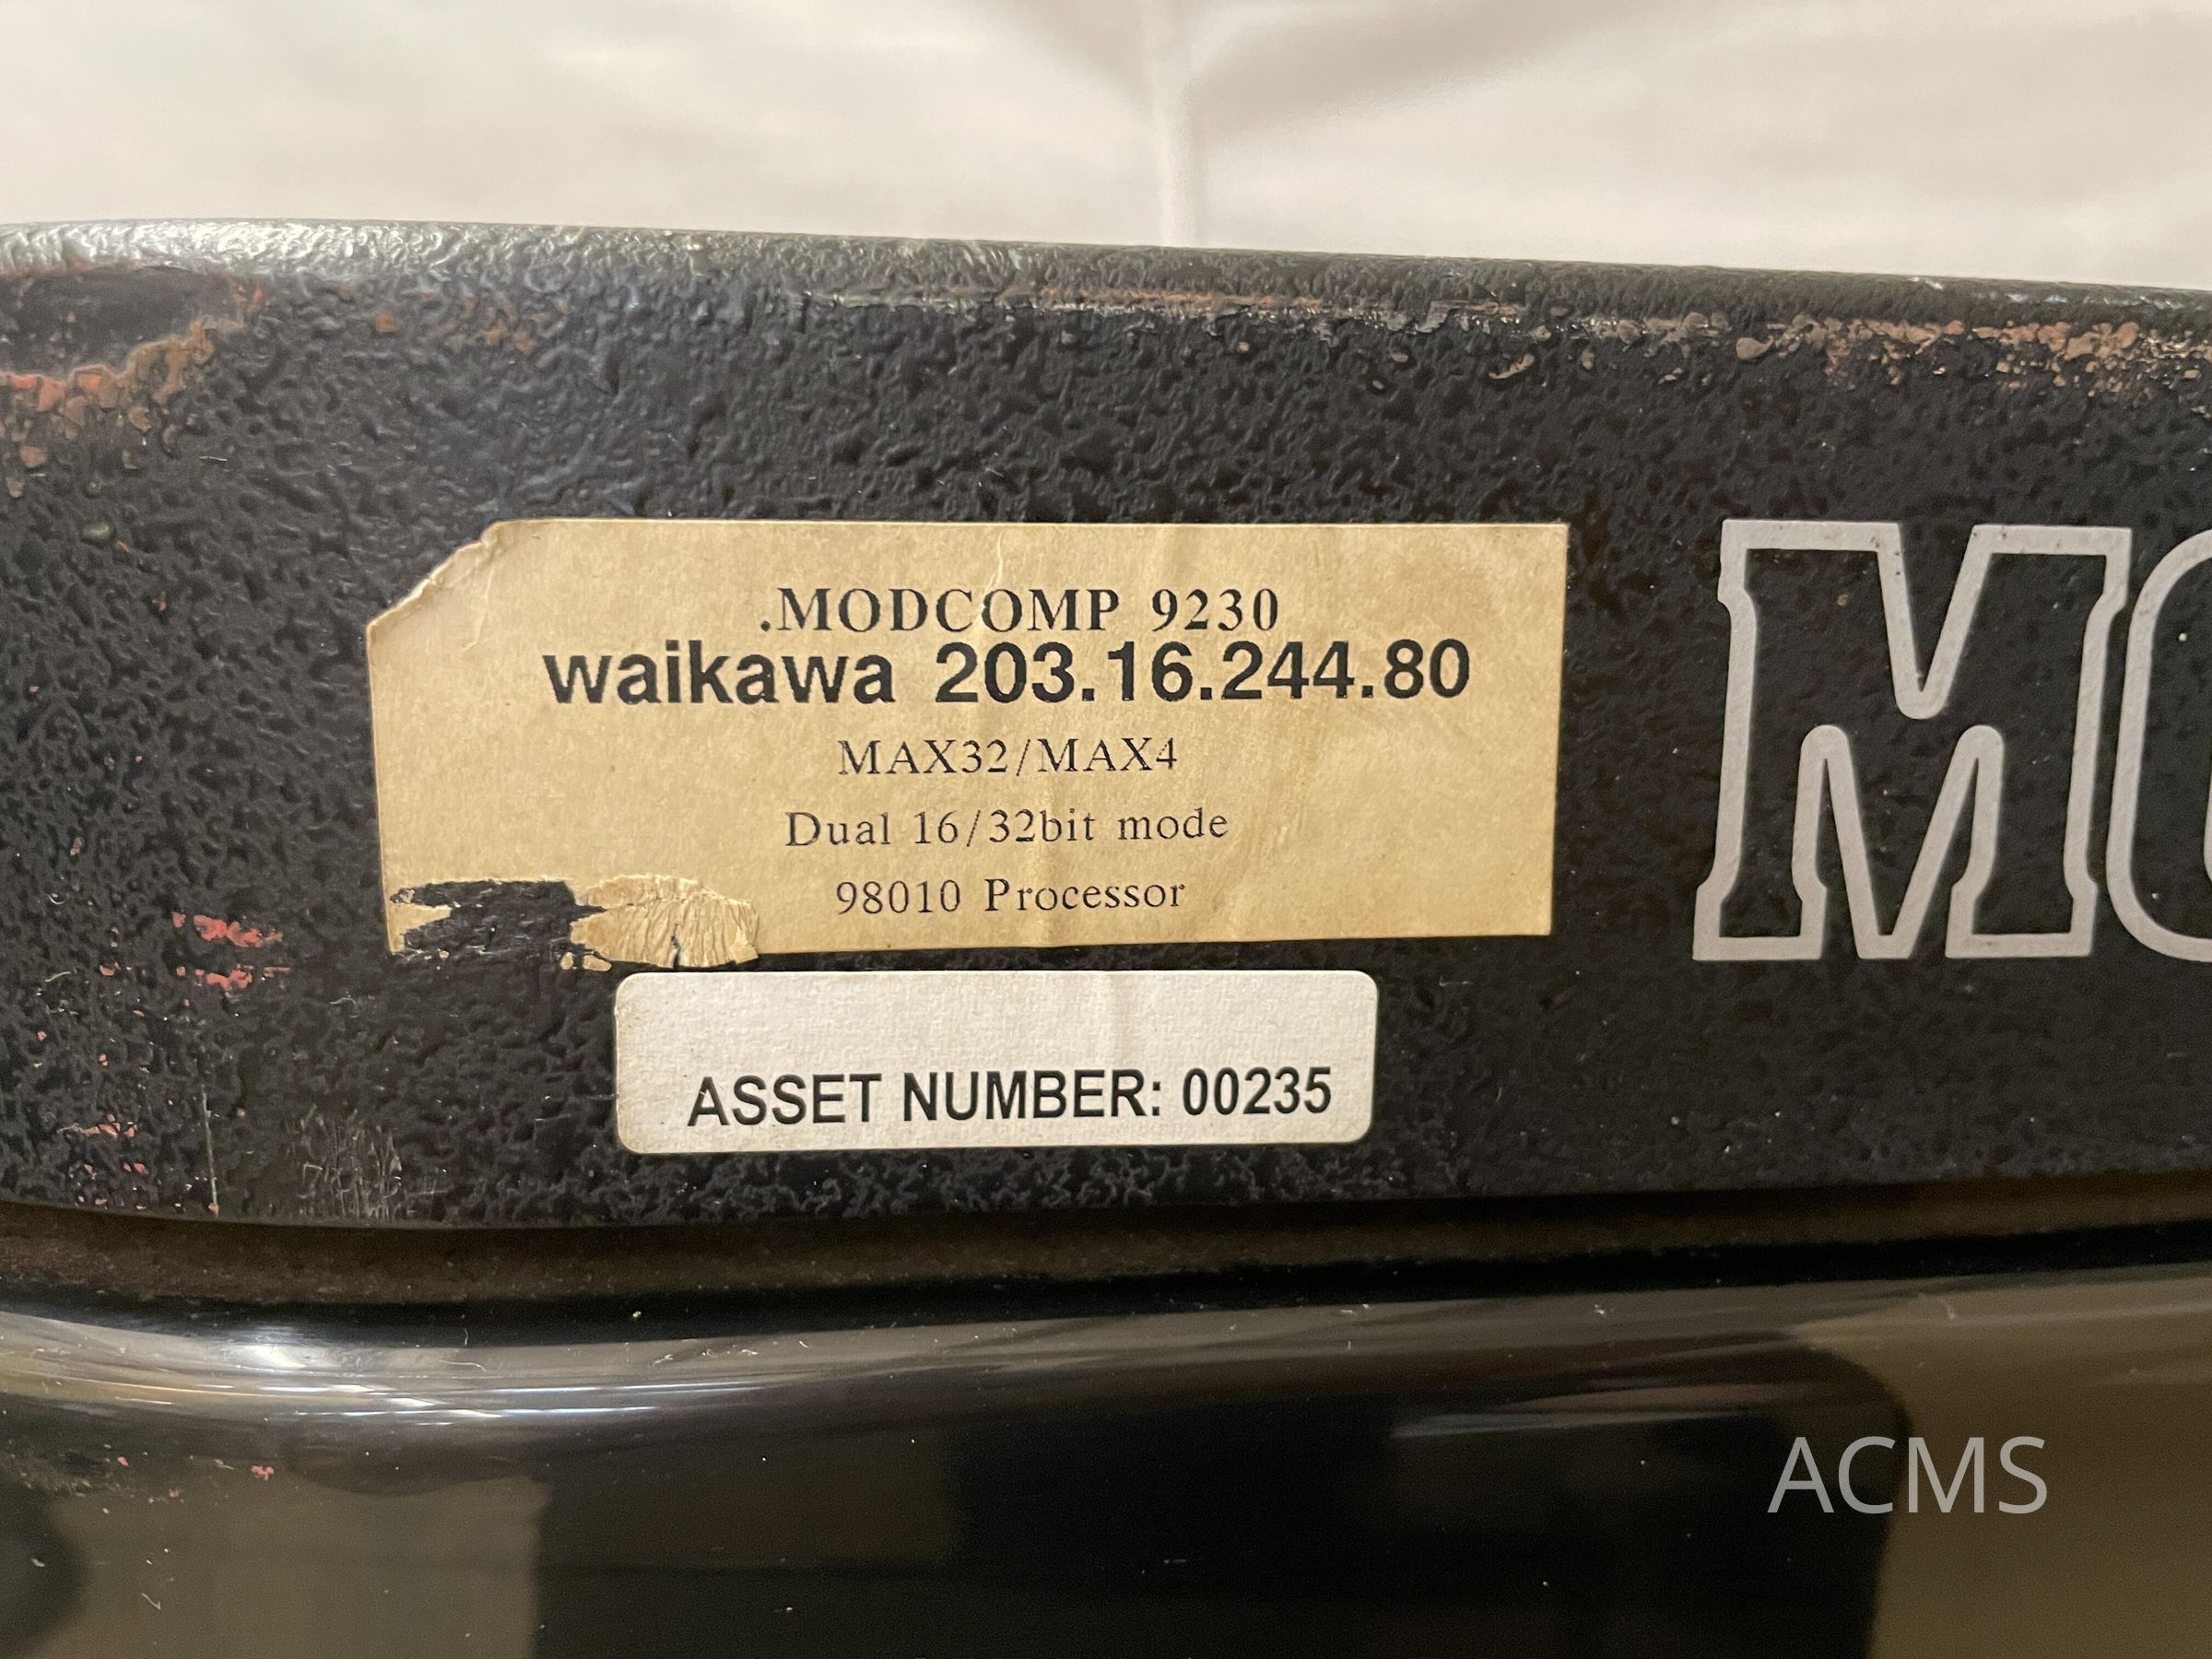 .MODCOMP 9230
waikawa 203.16.244.80
MAX32/MAX4
Dual 16/32bit mode
98010 Processor
ASSET NUMBER: 00235
M
ACMS